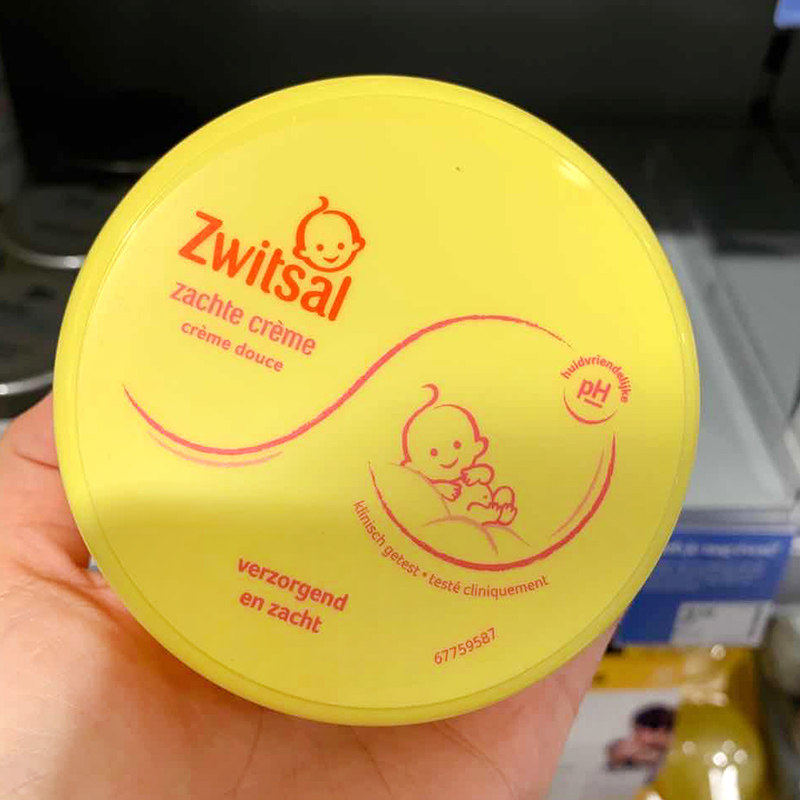 Zwitsal
zachte crème
crème douce
huidvriendelijke
pH
klinisch getest • testé cliniquement
verzorgend
en zacht
67759587